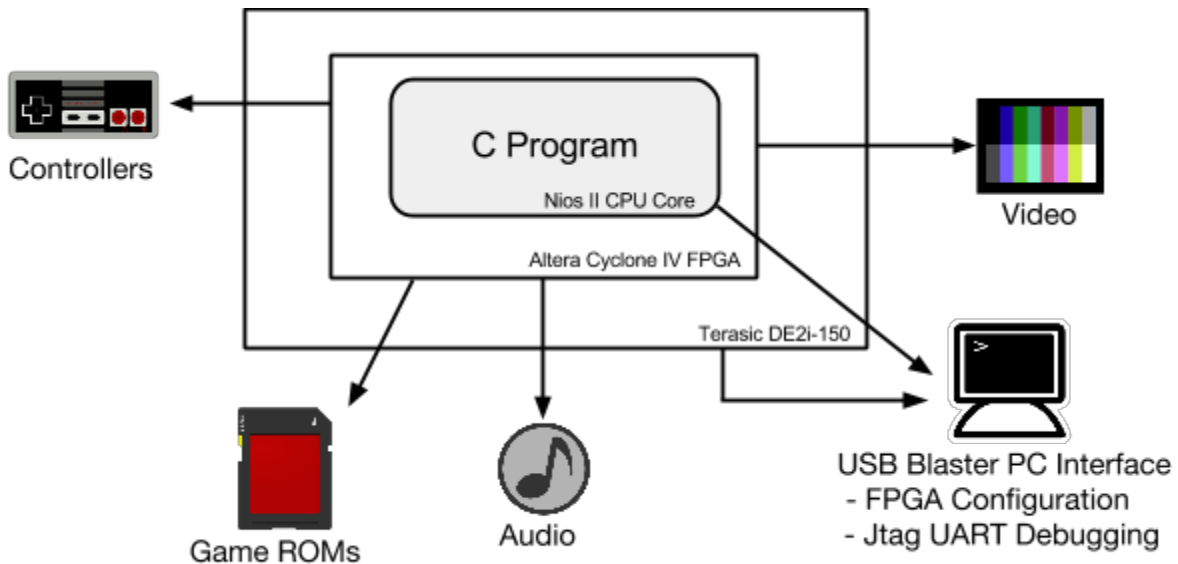 C Program
Nios II CPU Core
Altera Cyclone IV FPGA
Terasic DE2i-150
Controllers
Video
>
USB Blaster PC Interface
- FPGA Configuration
- Jtag UART Debugging
Audio
Game ROMs